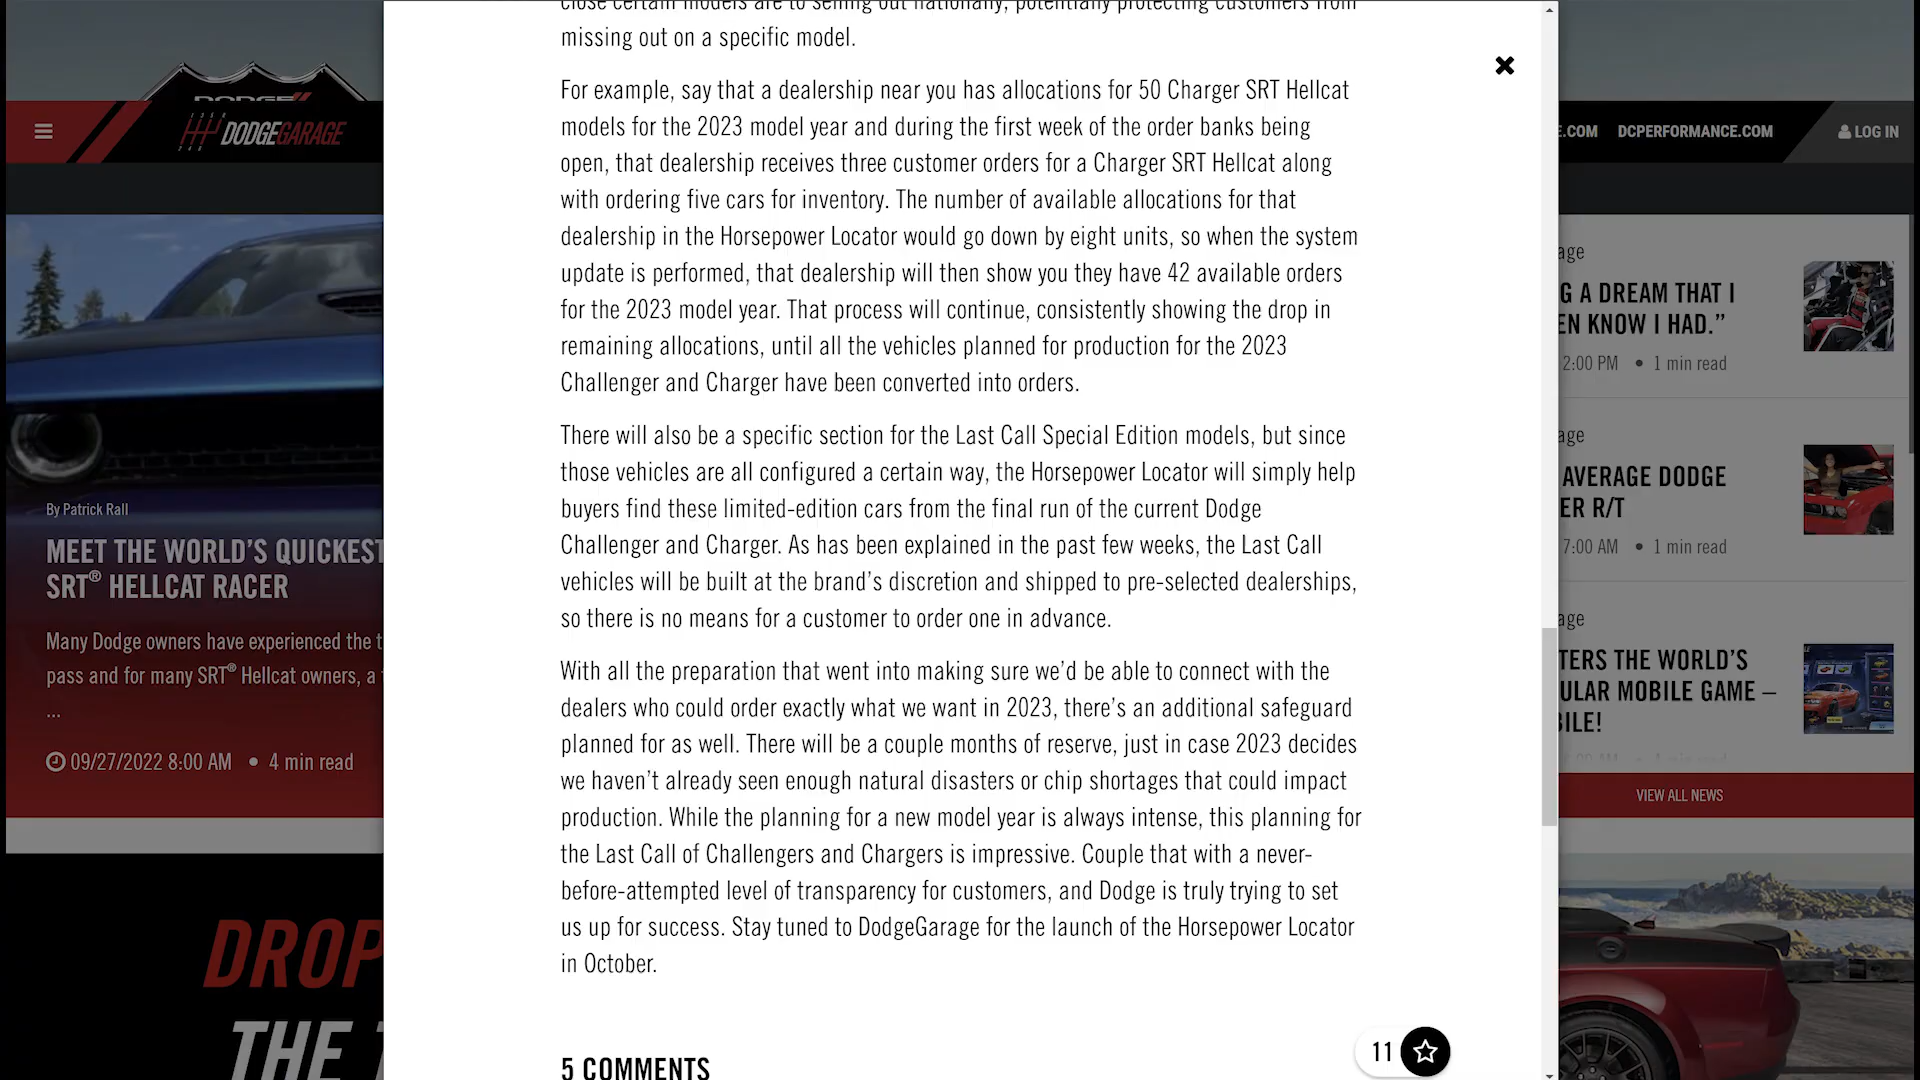 close certain models are to selling out nationally, potentially protecting customers from
missing out on a specific model.
For example, say that a dealership near you has allocations for 50 Charger SRT Hellcat
models for the 2023 model year and during the first week of the order banks being
open, that dealership receives three customer orders for a Charger SRT Hellcat along
with ordering five cars for inventory. The number of available allocations for that
dealership in the Horsepower Locator would go down by eight units, so when the system
update is performed, that dealership will then show you they have 42 available orders
for the 2023 model year. That process will continue, consistently showing the drop in
remaining allocations, until all the vehicles planned for production for the 2023
Challenger and Charger have been converted into orders.
There will also be a specific section for the Last Call Special Edition models, but since
those vehicles are all configured a certain way, the Horsepower Locator will simply help
buyers find these limited-edition cars from the final run of the current Dodge
Challenger and Charger. As has been explained in the past few weeks, the Last Call
vehicles will be built at the brand’s discretion and shipped to pre-selected dealerships,
so there is no means for a customer to order one in advance.
With all the preparation that went into making sure we’d be able to connect with the
dealers who could order exactly what we want in 2023, there’s an additional safeguard
planned for as well. There will be a couple months of reserve, just in case 2023 decides
we haven’t already seen enough natural disasters or chip shortages that could impact
production. While the planning for a new model year is always intense, this planning for
the Last Call of Challengers and Chargers is impressive. Couple that with a never-
before-attempted level of transparency for customers, and Dodge is truly trying to set
us up for success. Stay tuned to DodgeGarage for the launch of the Horsepower Locator
in October.
5 COMMENTS
11
DODGE
DODGEGARAGE
By Patrick Rall
MEET THE WORLD’S QUICKEST
SRT® HELLCAT RACER
Many Dodge owners have experienced the t
pass and for many SRT® Hellcat owners, a
...
09/27/2022 8:00 AM • 4 min read
DROP
THE T
E.COM DCPERFORMANCE.COM LOG IN
age
G A DREAM THAT I
EN KNOW I HAD.”
2:00 PM • 1 min read
age
AVERAGE DODGE
ER R/T
7:00 AM • 1 min read
age
TERS THE WORLD’S
ULAR MOBILE GAME –
BILE!
VIEW ALL NEWS